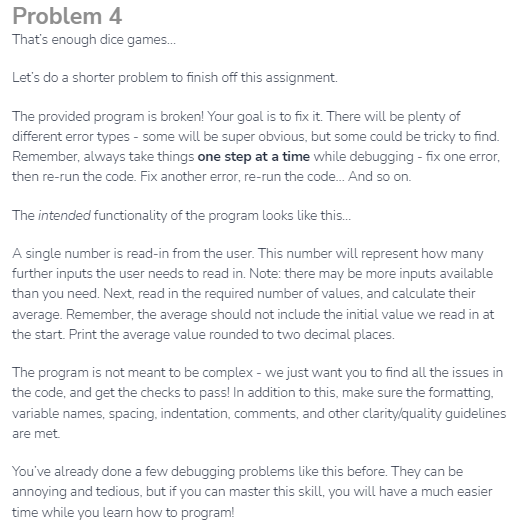 Problem 4
That's enough dice games...
Let's do a shorter problem to finish off this assignment.
The provided program is broken! Your goal is to fix it. There will be plenty of
different error types - some will be super obvious, but some could be tricky to find.
Remember, always take things one step at a time while debugging - fix one error,
then re-run the code. Fix another error, re-run the code... And so on.
The intended functionality of the program looks like this...
A single number is read-in from the user. This number will represent how many
further inputs the user needs to read in. Note: there may be more inputs available
than you need. Next, read in the required number of values, and calculate their
average. Remember, the average should not include the initial value we read in at
the start. Print the average value rounded to two decimal places.
The program is not meant to be complex - we just want you to find all the issues in
the code, and get the checks to pass! In addition to this, make sure the formatting,
variable names, spacing, indentation, comments, and other clarity/quality guidelines
are met.
You've already done a few debugging problems like this before. They can be
annoying and tedious, but if you can master this skill, you will have a much easier
time while you learn how to program!